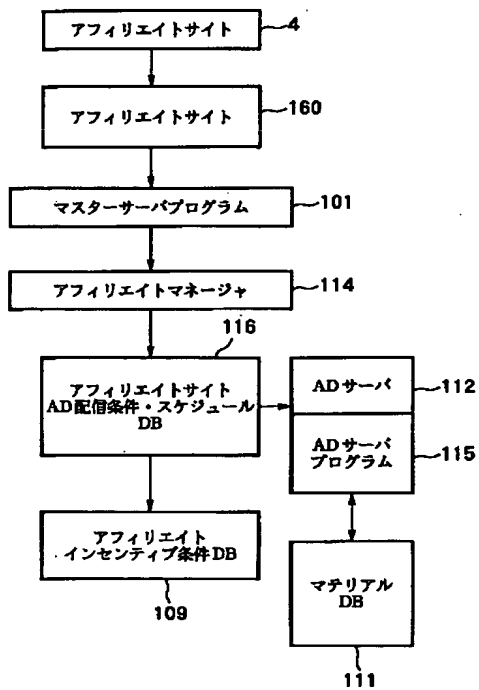 アフィリエイトサイト
4
アフィリエイトサイト
160
マスターサーバプログラム
101
アフィリエイトマネージャ
114
116
アフィリエイトサイト
AD配信条件・スケジュール
DB
ADサーバ
112
ADサーバ
プログラム
115
アフィリエイト
インセンティブ条件DB
109
マテリアル
DB
111